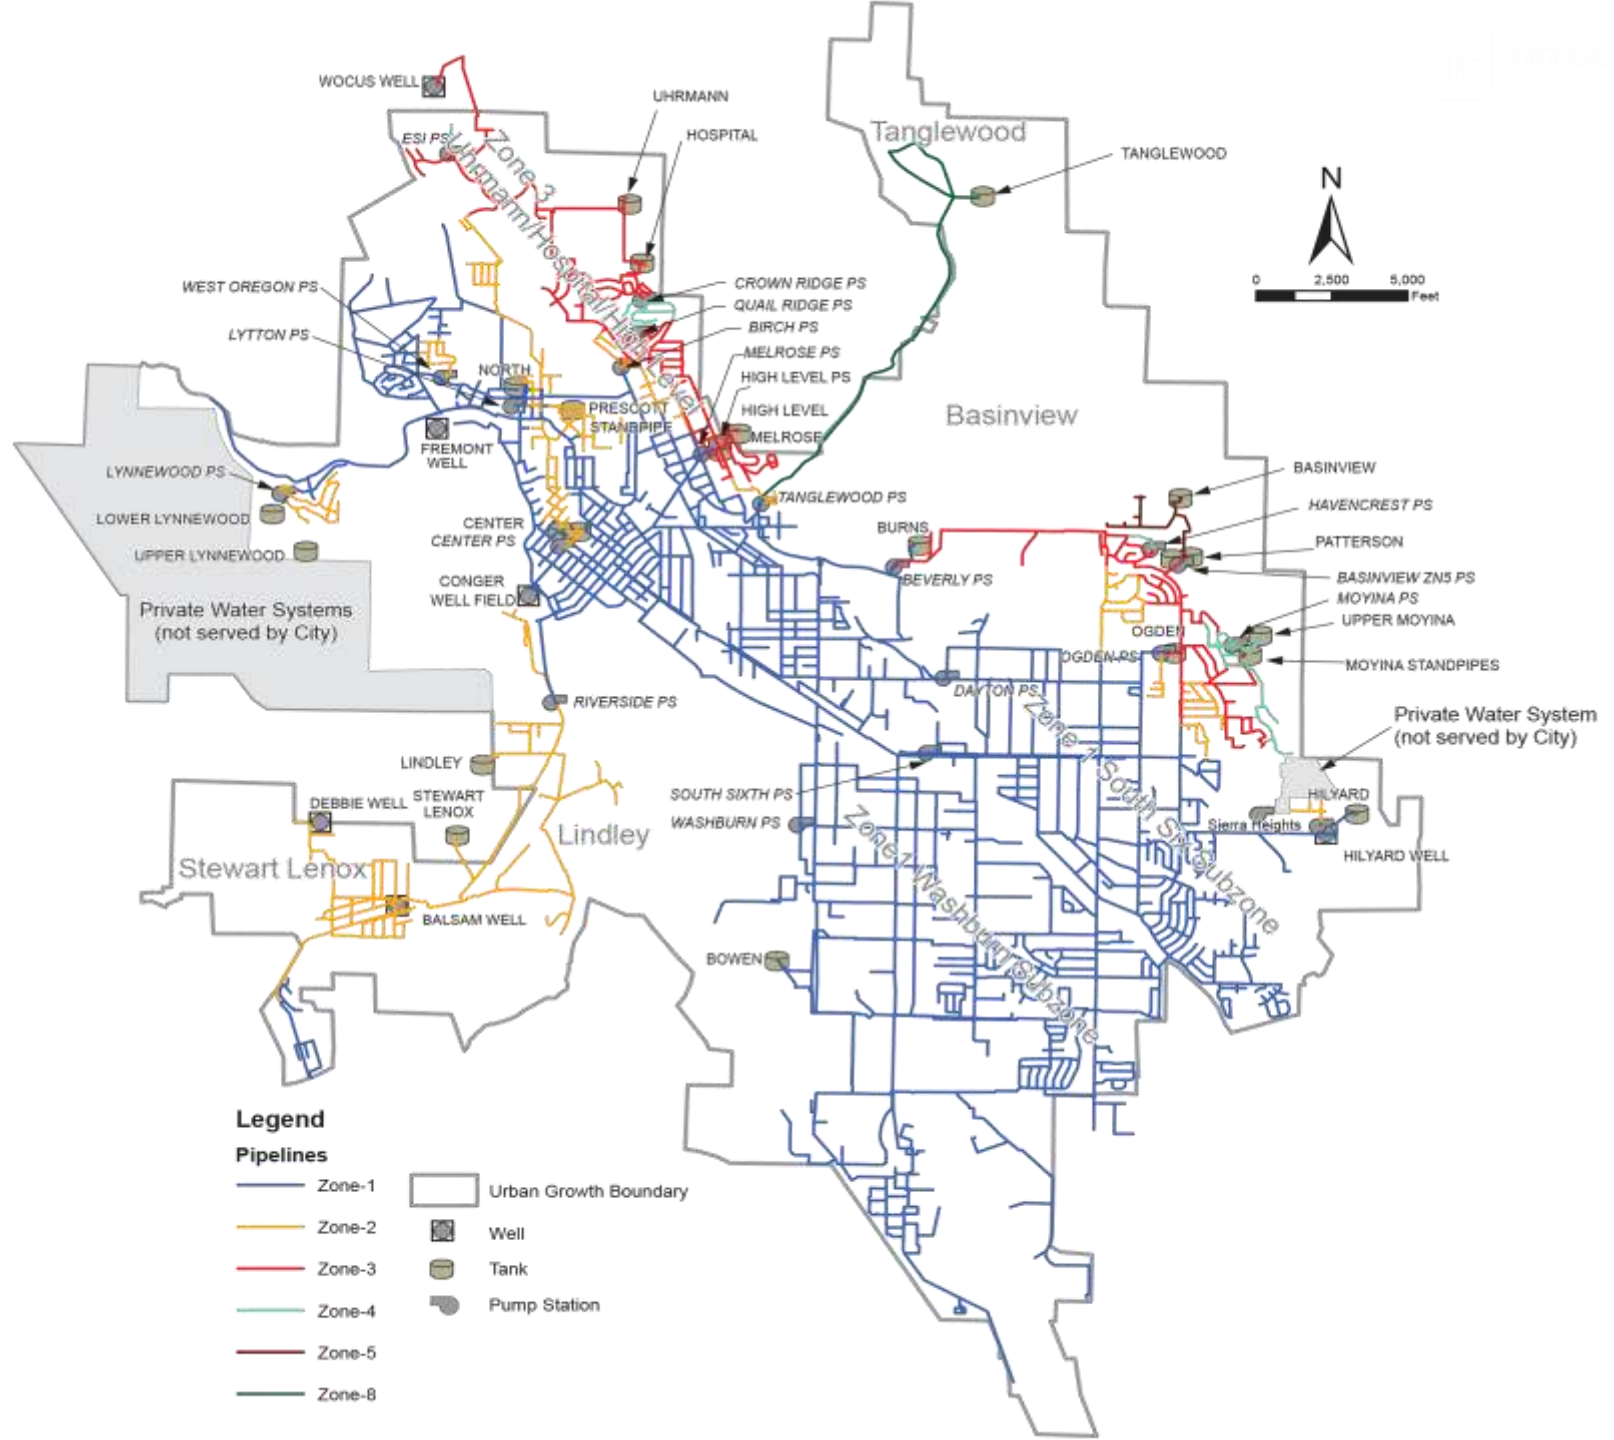 WOCUS WELL
UHRMANN
HOSPITAL
Tanglewood
TANGLEWOOD
ESI PS
Zone 3
Uhrmann/Hospital/High Level
N
0 2,500 5,000
Feet
WEST OREGON PS
CROWN RIDGE PS
QUAIL RIDGE PS
BIRCH PS
LYTTON PS
MELROSE PS
NORTH
HIGH LEVEL PS
PRESCOTT
STANDPIPE
HIGH LEVEL
MELROSE
Basinview
FREMONT
WELL
LYNNEWOOD PS
BASINVIEW
TANGLEWOOD PS
HAVENCREST PS
LOWER LYNNEWOOD
CENTER
CENTER PS
BURNS
PATTERSON
UPPER LYNNEWOOD
BEVERLY PS
BASINVIEW ZN5 PS
CONGER
WELL FIELD
MOYINA PS
Private Water Systems
(not served by City)
UPPER MOYINA
OGDEN
OGDEN PS
MOYINA STANDPIPES
DAYTON PS
RIVERSIDE PS
Private Water System
(not served by City)
Zone 1 South Six Subzone
LINDLEY
SOUTH SIXTH PS
HILYARD
DEBBIE WELL
STEWART
LENOX
WASHBURN PS
Sierra Heights
Lindley
Zone 1 Washburn Subzone
HILYARD WELL
Stewart Lenox
BALSAM WELL
BOWEN
Legend
Pipelines
Zone-1
Zone-2
Zone-3
Zone-4
Zone-5
Zone-8
Urban Growth Boundary
Well
Tank
Pump Station